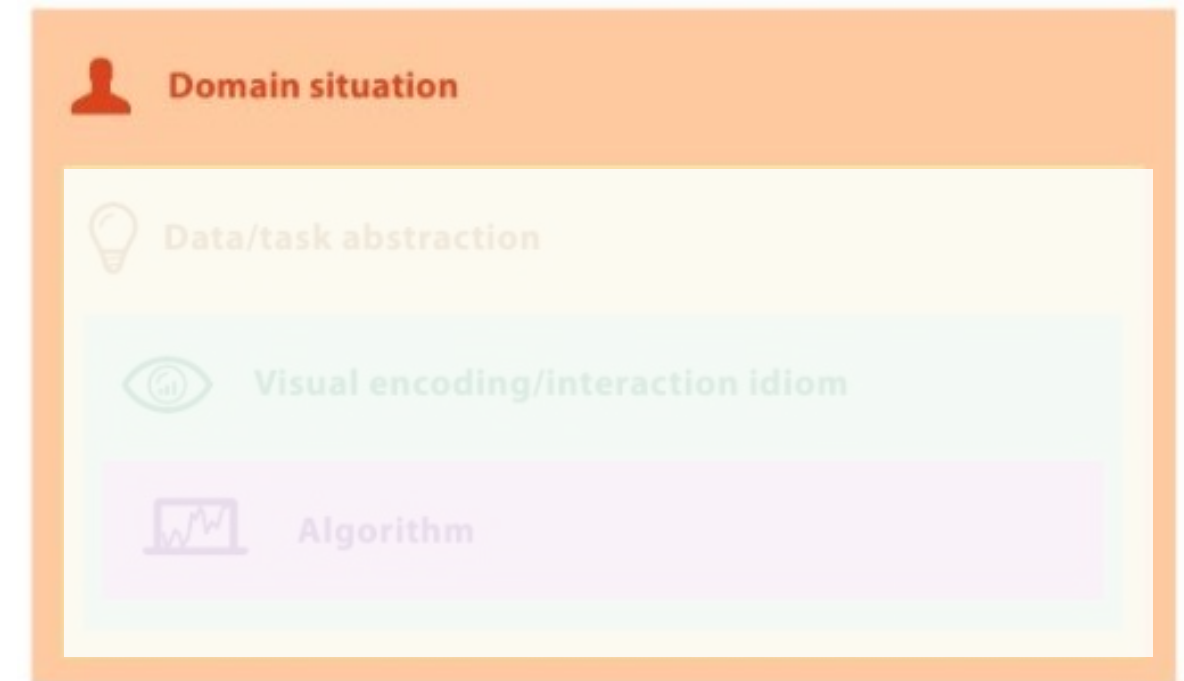 Domain situation
Data/task abstraction
Visual encoding/interaction idiom
Algorithm